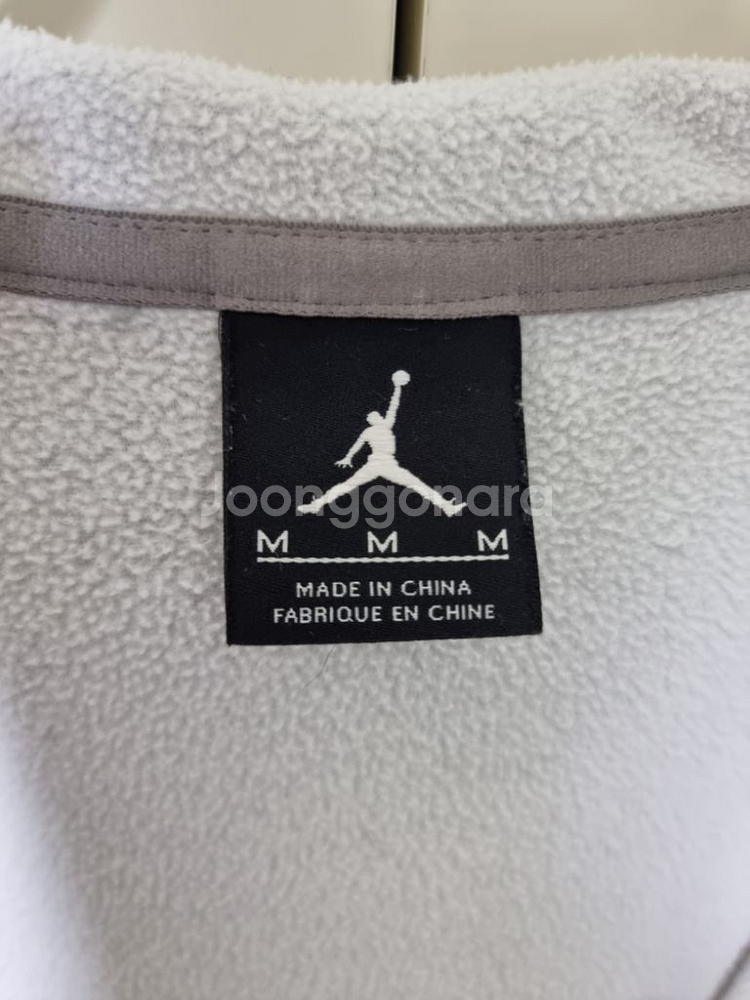 Joonggonara
M M M
MADE IN CHINA
FABRIQUE EN CHINE